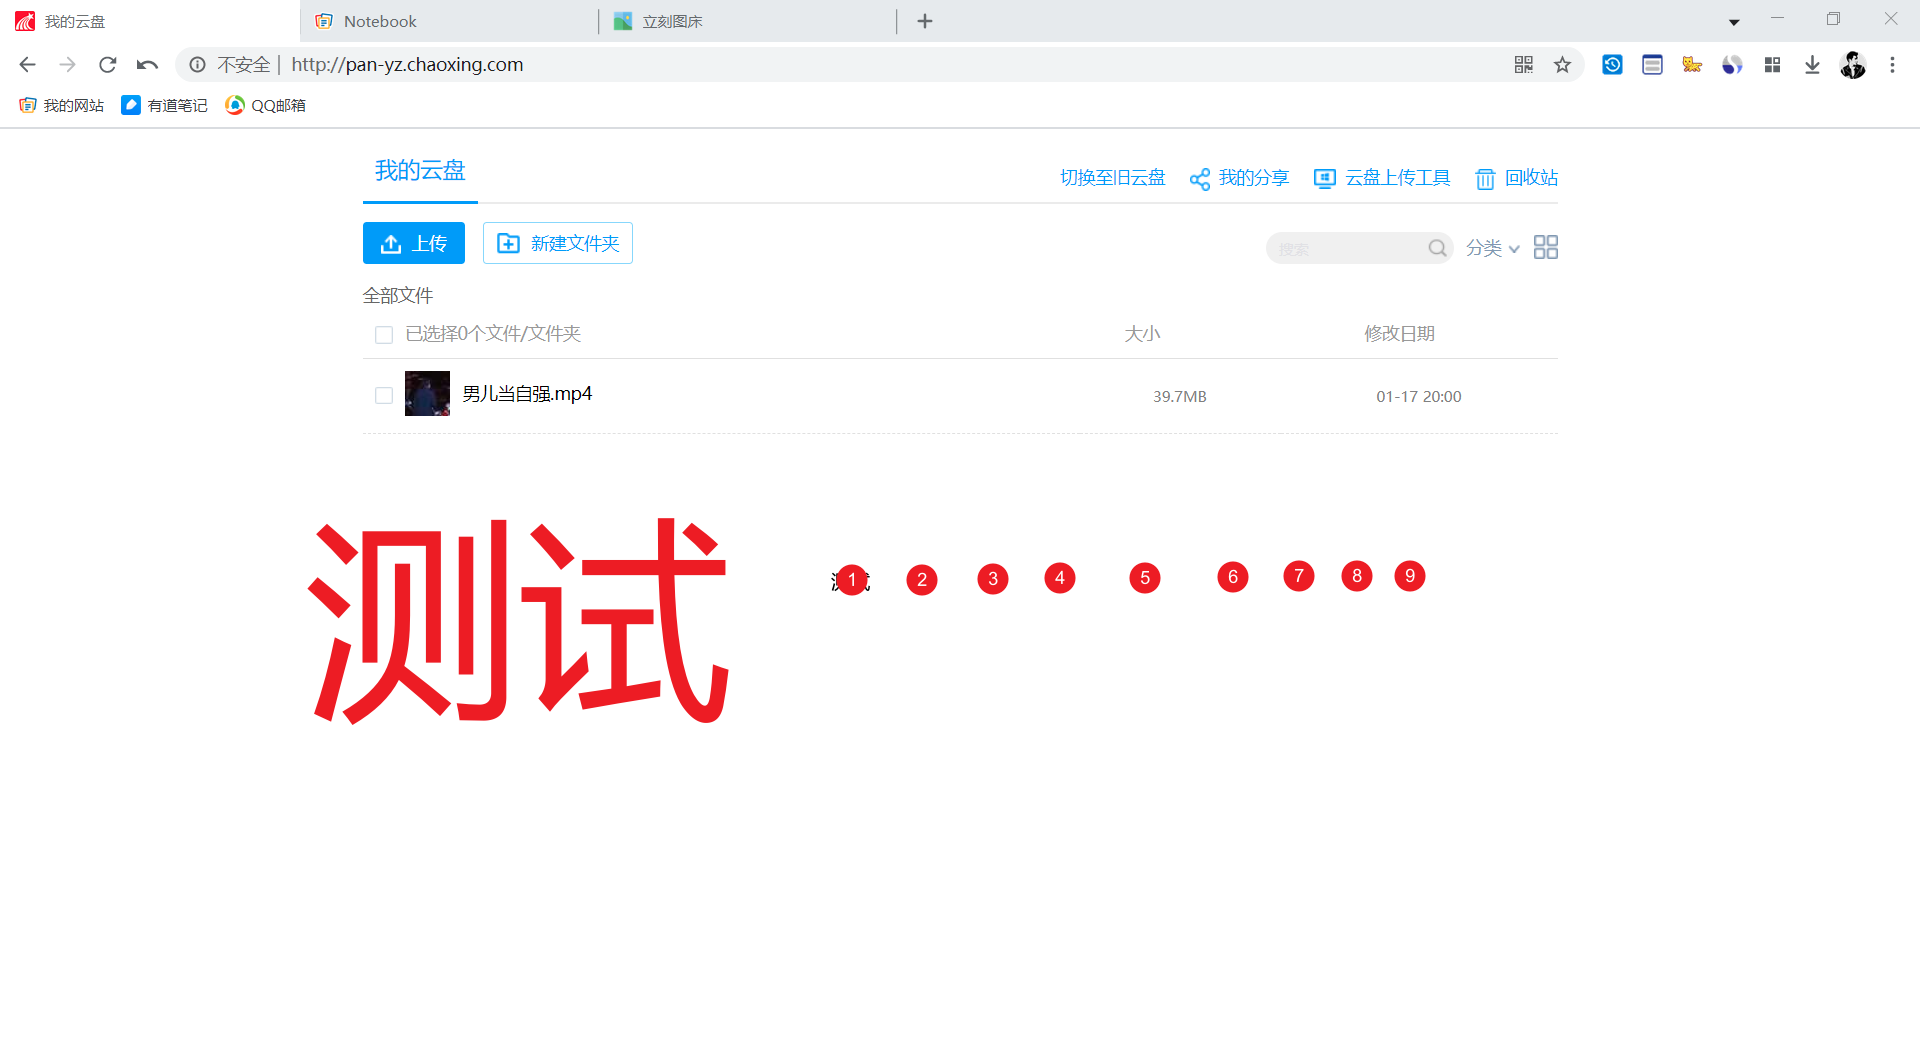 我的云盘 Notebook 立刻图床
不安全 http://pan-yz.chaoxing.com
我的网站 有道笔记 QQ邮箱
我的云盘 切换至旧云盘 我的分享 云盘上传工具 回收站
上传 新建文件夹 搜索 分类
全部文件
已选择0个文件/文件夹 大小 修改日期
男儿当自强.mp4 39.7MB 01-17 20:00
测试 测试 1 2 3 4 5 6 7 8 9